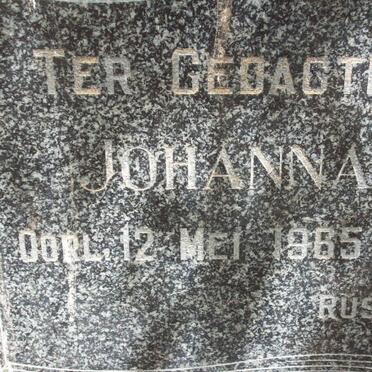 TER GEDAGT
JOHANNA
OORL. 12 MEI 1965
RUS